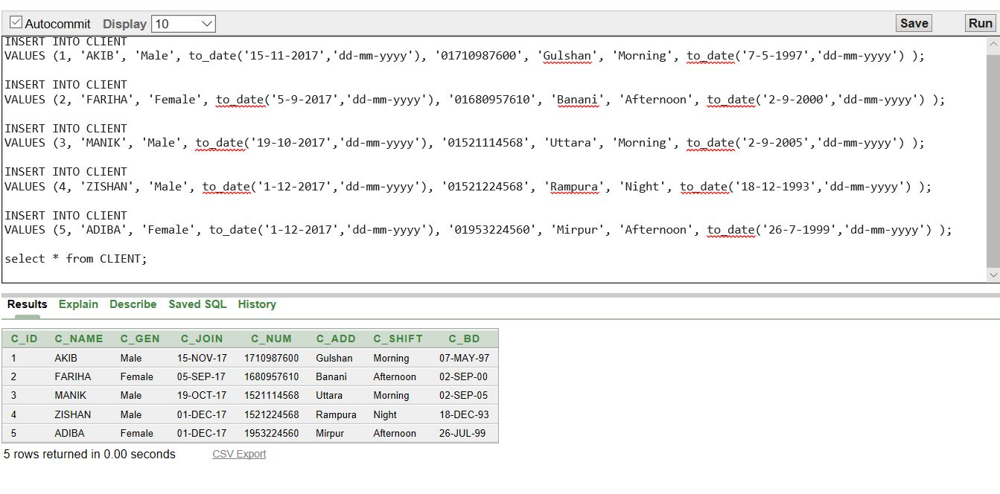 Autocommit Display 10 Save Run
INSERT INTO CLIENT
VALUES (1, 'AKIB', 'Male', to_date('15-11-2017','dd-mm-yyyy'), '01710987600', 'Gulshan', 'Morning', to_date('7-5-1997','dd-mm-yyyy') );
INSERT INTO CLIENT
VALUES (2, 'FARIHA', 'Female', to_date('5-9-2017','dd-mm-yyyy'), '01680957610', 'Banani', 'Afternoon', to_date('2-9-2000','dd-mm-yyyy') );
INSERT INTO CLIENT
VALUES (3, 'MANIK', 'Male', to_date('19-10-2017','dd-mm-yyyy'), '01521114568', 'Uttara', 'Morning', to_date('2-9-2005','dd-mm-yyyy') );
INSERT INTO CLIENT
VALUES (4, 'ZISHAN', 'Male', to_date('1-12-2017','dd-mm-yyyy'), '01521224568', 'Rampura', 'Night', to_date('18-12-1993','dd-mm-yyyy') );
INSERT INTO CLIENT
VALUES (5, 'ADIBA', 'Female', to_date('1-12-2017','dd-mm-yyyy'), '01953224560', 'Mirpur', 'Afternoon', to_date('26-7-1999','dd-mm-yyyy') );
select * from CLIENT;
Results Explain Describe Saved SQL History
C_ID C_NAME C_GEN C_JOIN C_NUM C_ADD C_SHIFT C_BD
1 AKIB Male 15-NOV-17 1710987600 Gulshan Morning 07-MAY-97
2 FARIHA Female 05-SEP-17 1680957610 Banani Afternoon 02-SEP-00
3 MANIK Male 19-OCT-17 1521114568 Uttara Morning 02-SEP-05
4 ZISHAN Male 01-DEC-17 1521224568 Rampura Night 18-DEC-93
5 ADIBA Female 01-DEC-17 1953224560 Mirpur Afternoon 26-JUL-99
5 rows returned in 0.00 seconds CSV Export